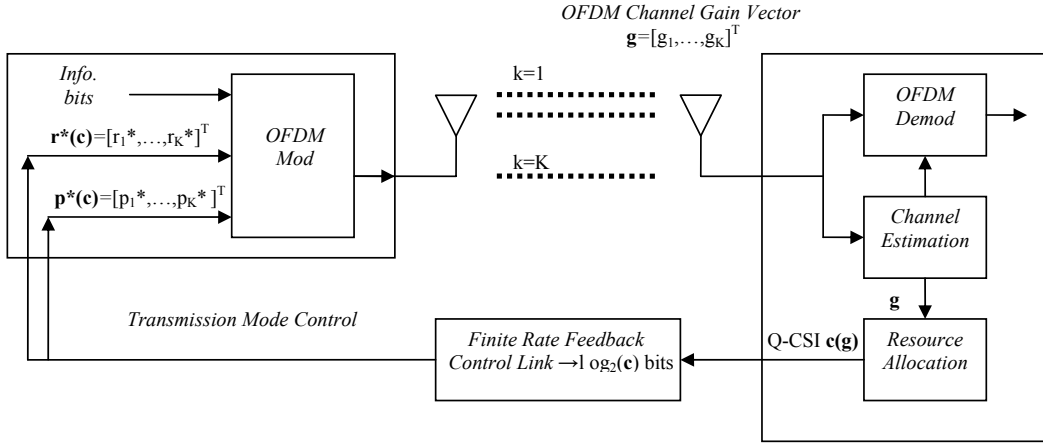 OFDM Channel Gain Vector
g=[g1,…,gK]T
Info.
bits
r*(c)=[r1*,…,rK*]T
p*(c)=[p1*,…,pK* ]T
OFDM
Mod
k=1
k=K
OFDM
Demod
Channel
Estimation
g
Resource
Allocation
Q-CSI c(g)
Finite Rate Feedback
Control Link →l og2(c) bits
Transmission Mode Control